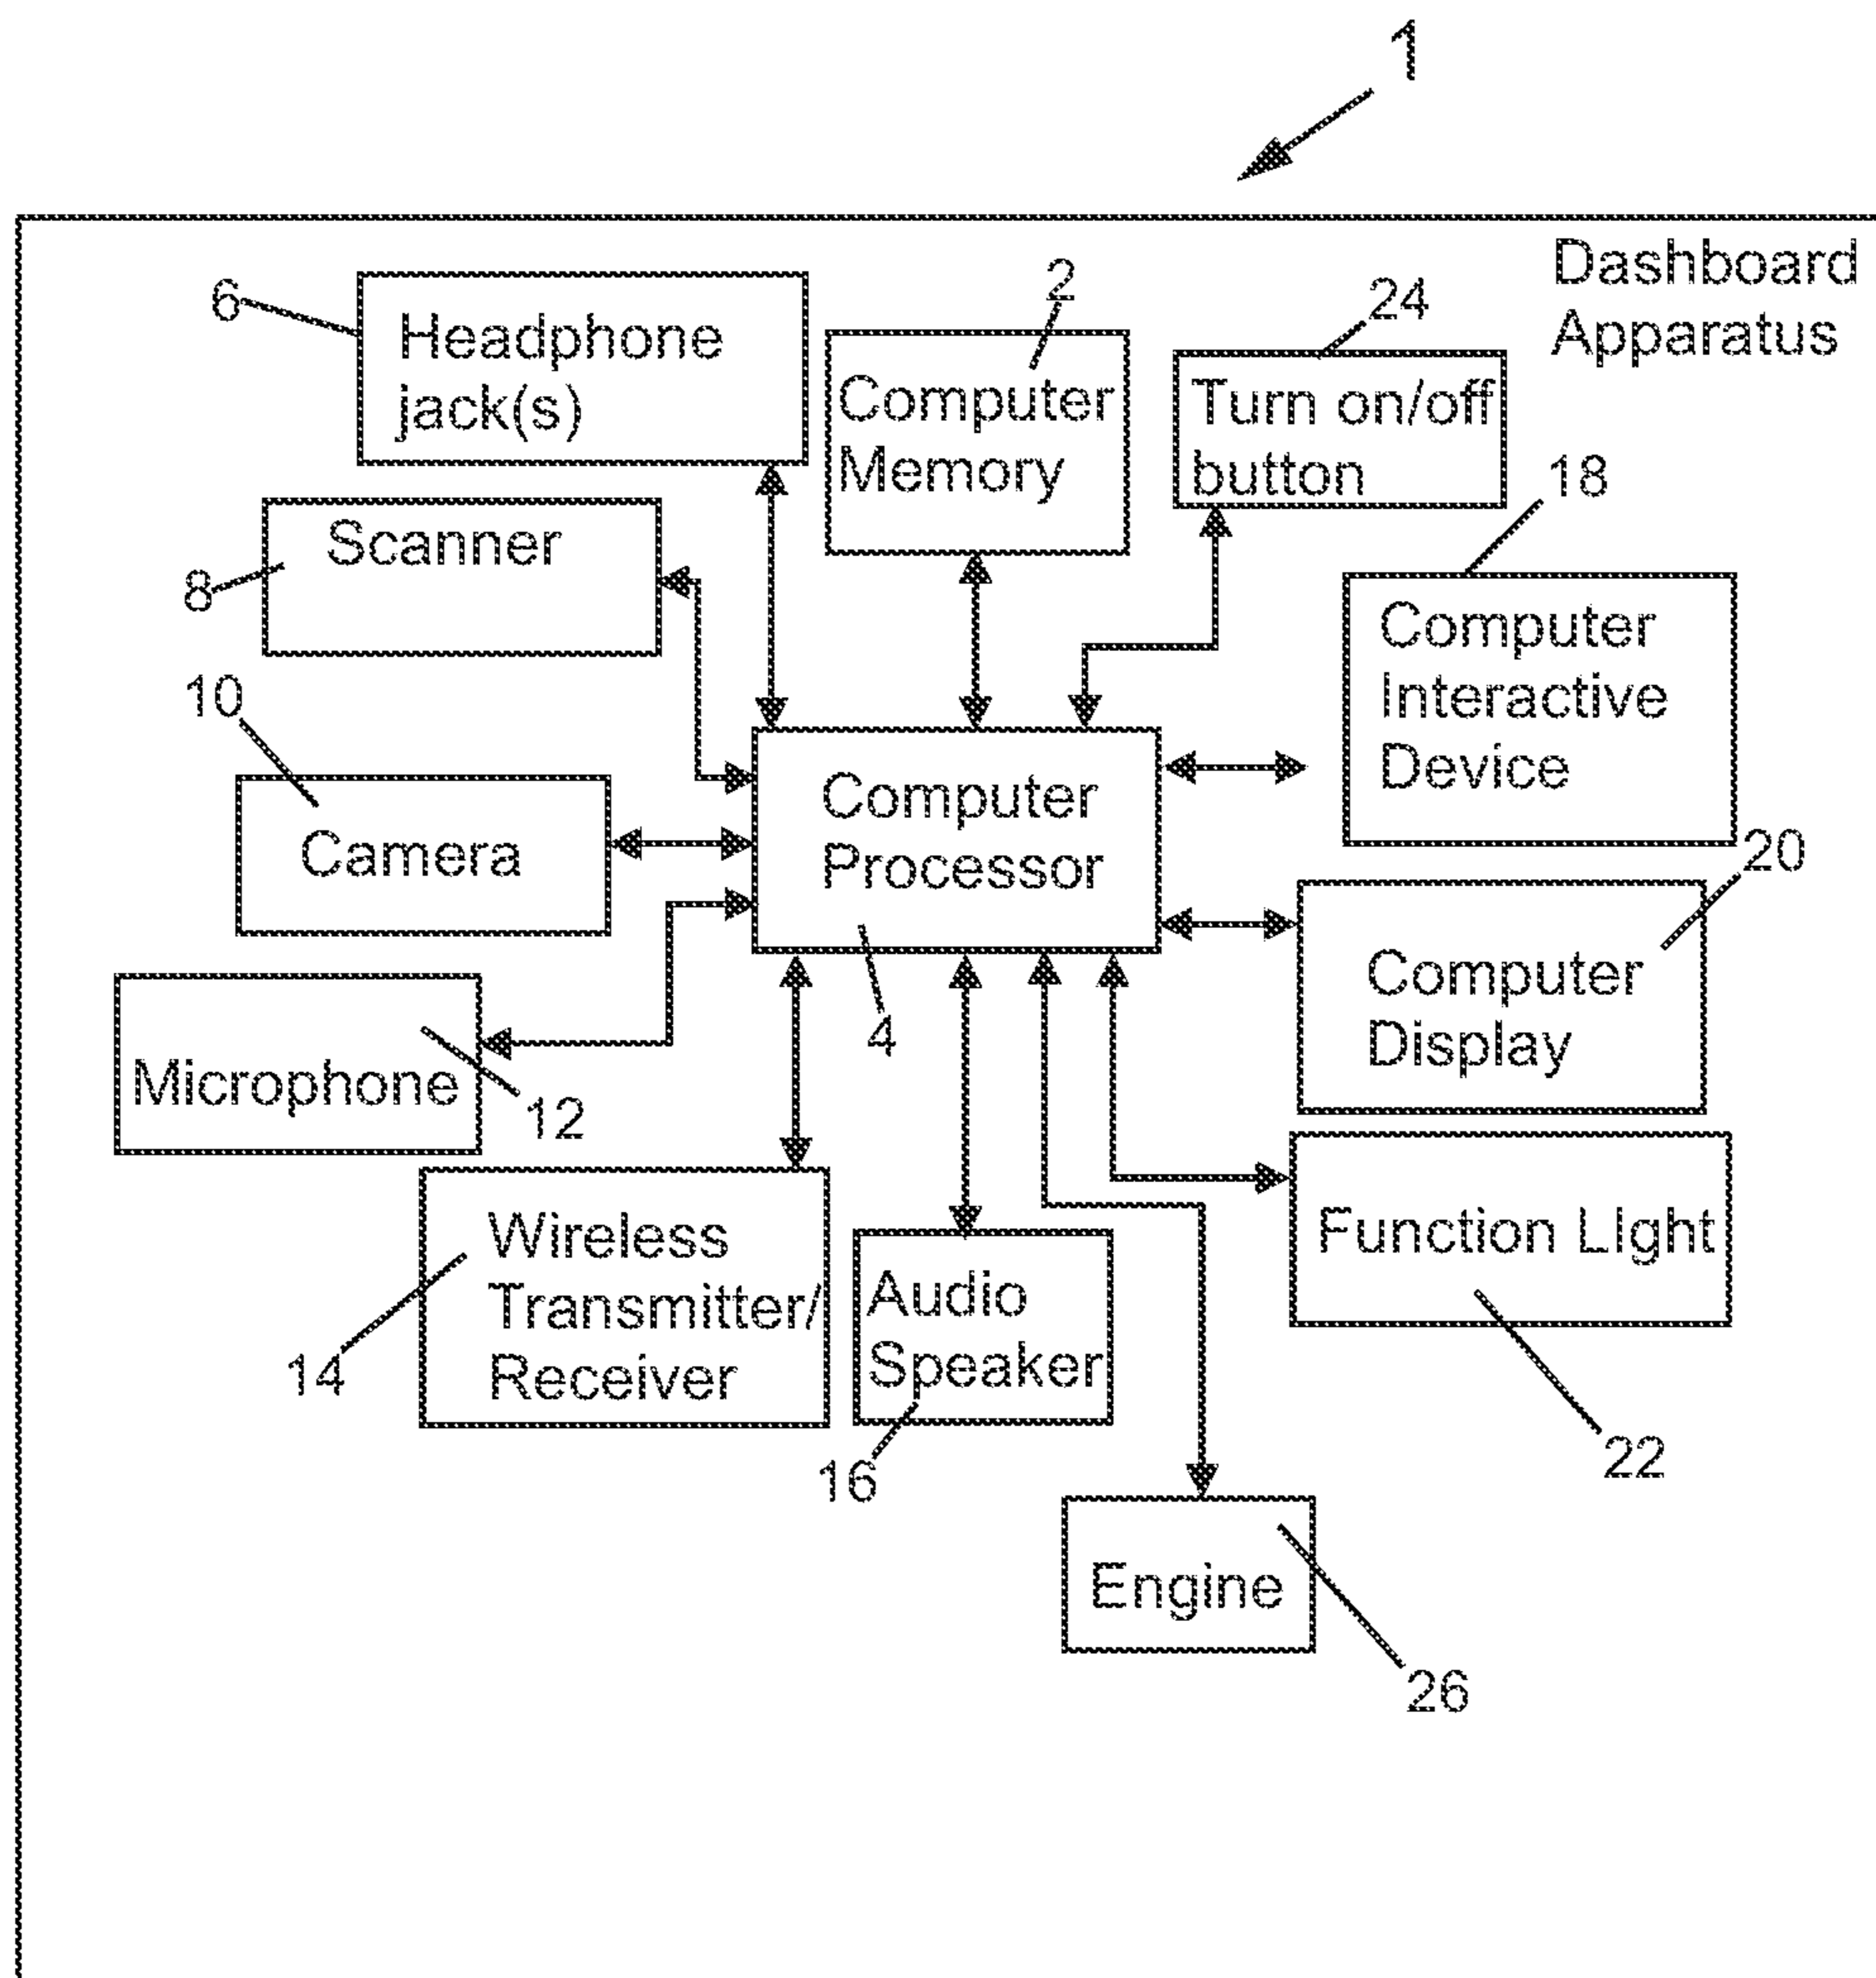 1
Dashboard
Apparatus
6
Headphone
jack(s)
2
Computer
Memory
24
Turn on/off
button
8
Scanner
18
Computer
Interactive
Device
10
Camera
Computer
Processor
4
20
Computer
Display
Microphone
12
14
Wireless
Transmitter/
Receiver
Audio
Speaker
16
Function LIght
22
Engine
26